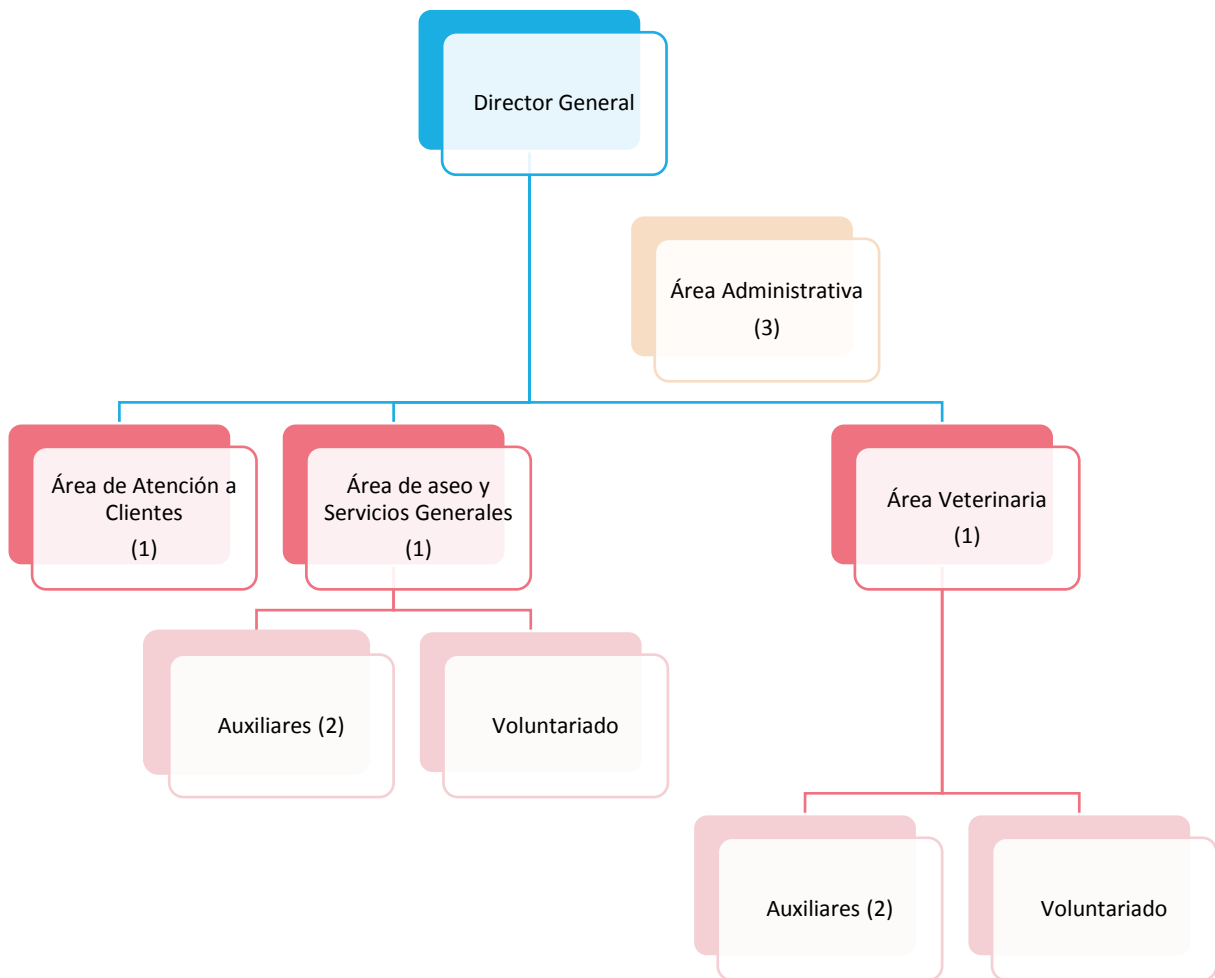 Director General
Área Administrativa
(3)
Área de Atención a
Clientes
(1)
Área de aseo y
Servicios Generales
(1)
Área Veterinaria
(1)
Auxiliares (2)
Voluntariado
Auxiliares (2)
Voluntariado